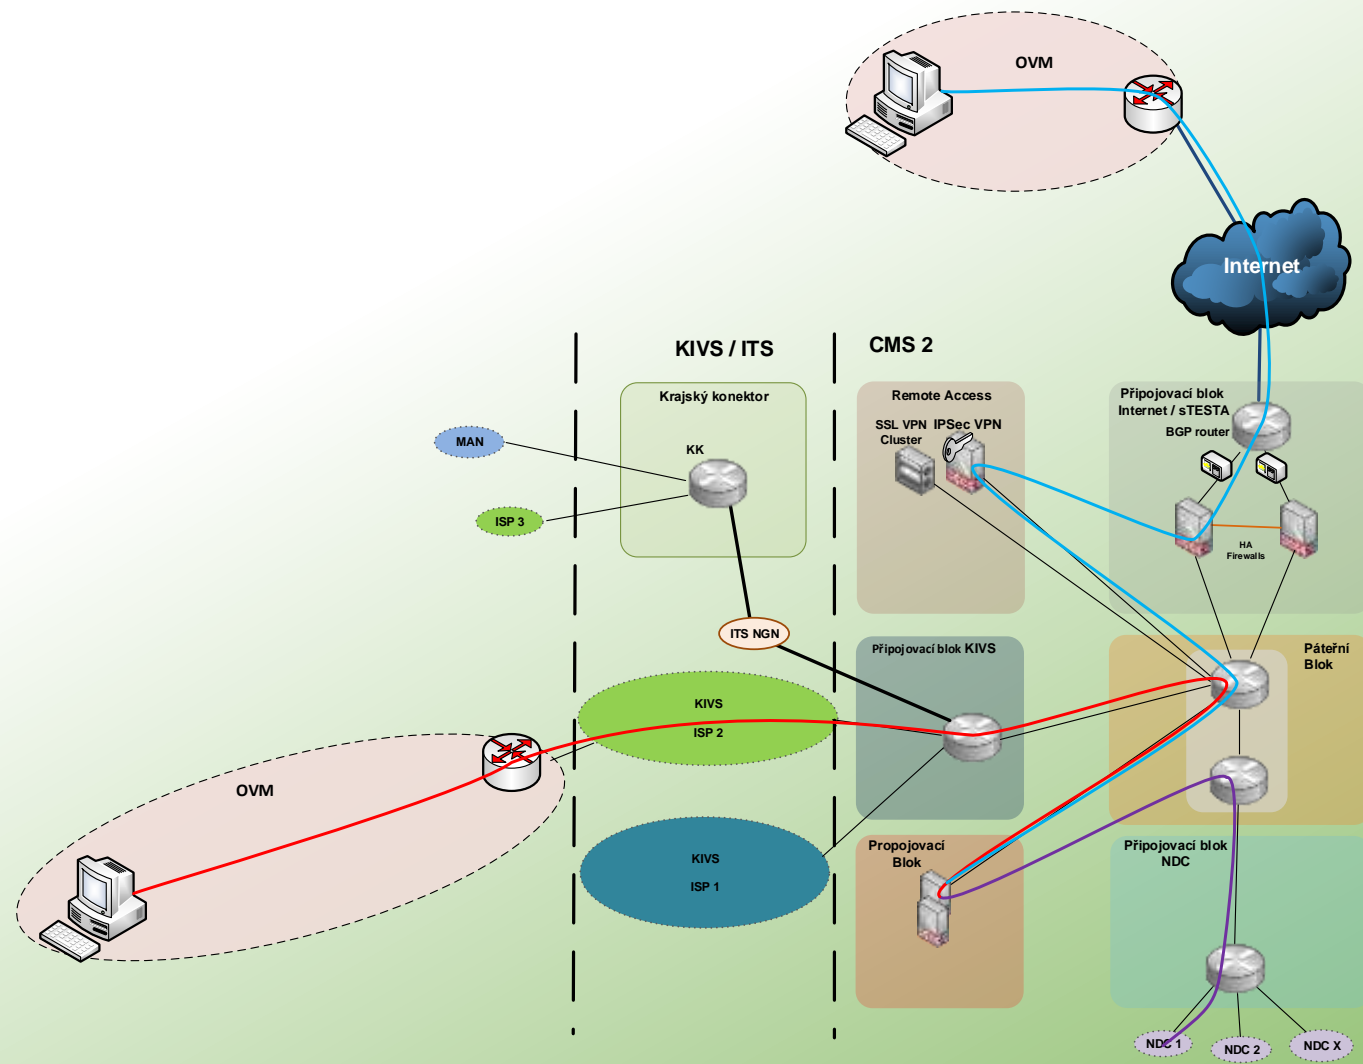 OVM
Internet
KIVS / ITS
CMS 2
Krajský konektor
KK
MAN
ISP 3
ITS NGN
Remote Access
SSL VPN
Cluster
IPSec VPN
Připojovací blok
Internet / sTESTA
BGP router
HA
Firewalls
Připojovací blok KIVS
Páteřní
Blok
KIVS
ISP 2
OVM
KIVS
ISP 1
Propojovací
Blok
Připojovací blok
NDC
NDC 1
NDC 2
NDC X